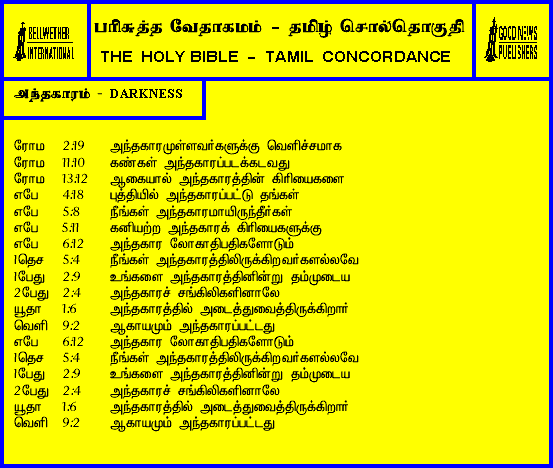 BELLWETHER
INTERNATIONAL
பரிசுத்த வேதாகமம் - தமிழ் சொல்தொகுதி
THE HOLY BIBLE - TAMIL CONCORDANCE
GOOD NEWS
PUBLISHERS
அந்தகாரம் - DARKNESS
ரோம 2:19 அந்தகாரமுள்ளவர்களுக்கு வெளிச்சமாக
ரோம 11:10 கண்கள் அந்தகாரப்படக்கடவது
ரோம 13:12 ஆகையால் அந்தகாரத்தின் கிரியைகளை
எபே 4:18 புத்தியில் அந்தகாரப்பட்டு தங்கள்
எபே 5:8 நீங்கள் அந்தகாரமாயிருந்தீர்கள்
எபே 5:11 கனியற்ற அந்தகாரக் கிரியைகளுக்கு
எபே 6:12 அந்தகார லோகாதிபதிகளோடும்
1தெச 5:4 நீங்கள் அந்தகாரத்திலிருக்கிறவர்களல்லவே
1பேது 2:9 உங்களை அந்தகாரத்தினின்று தம்முடைய
2பேது 2:4 அந்தகாரச் சங்கிலிகளினாலே
யூதா 1:6 அந்தகாரத்தில் அடைத்துவைத்திருக்கிறார்
வெளி 9:2 ஆகாயமும் அந்தகாரப்பட்டது
எபே 6:12 அந்தகார லோகாதிபதிகளோடும்
1தெச 5:4 நீங்கள் அந்தகாரத்திலிருக்கிறவர்களல்லவே
1பேது 2:9 உங்களை அந்தகாரத்தினின்று தம்முடைய
2பேது 2:4 அந்தகாரச் சங்கிலிகளினாலே
யூதா 1:6 அந்தகாரத்தில் அடைத்துவைத்திருக்கிறார்
வெளி 9:2 ஆகாயமும் அந்தகாரப்பட்டது